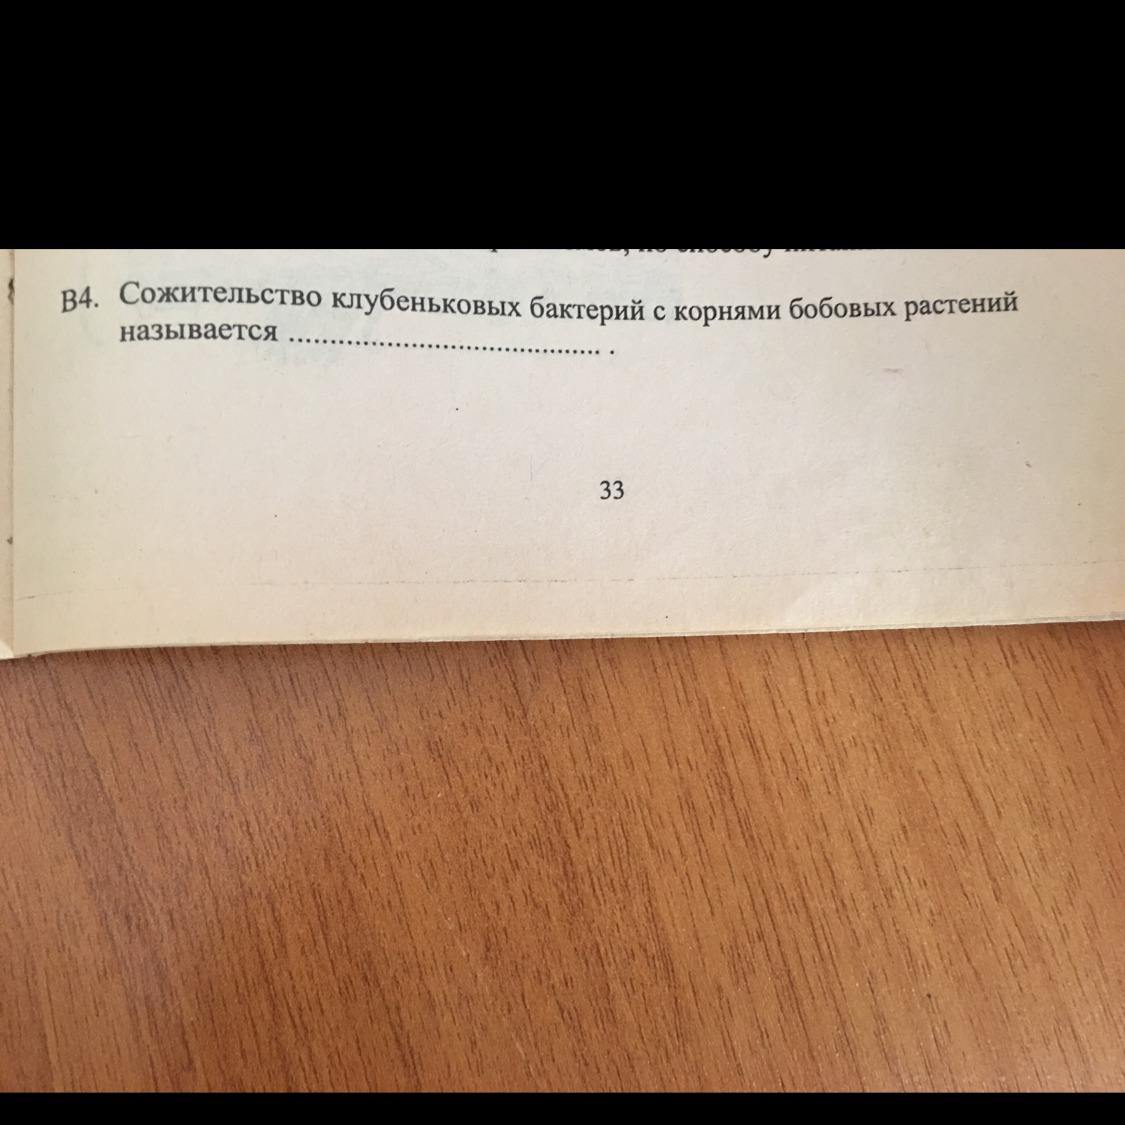 В4. Сожительство клубеньковых бактерий с корнями бобовых растений
называется ...................................... .
33